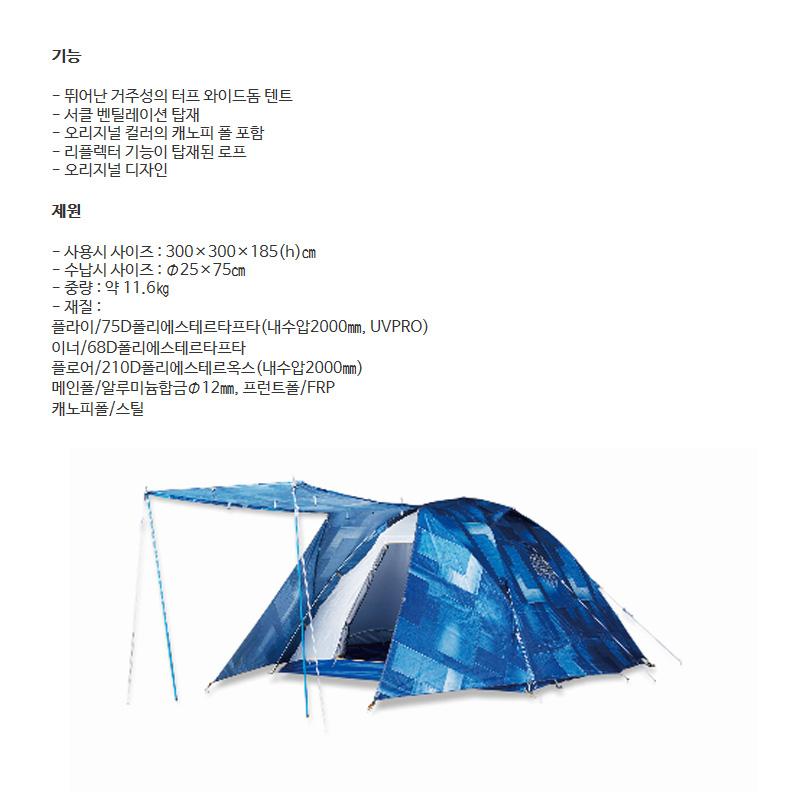 기능
- 뛰어난 거주성의 터프 와이드돔 텐트
- 서클 벤틸레이션 탑재
- 오리지널 컬러의 캐노피 폴 포함
- 리플렉터 기능이 탑재된 로프
- 오리지널 디자인
제원
- 사용시 사이즈 : 300×300×185(h)㎝
- 수납시 사이즈 : Φ25×75㎝
- 중량 : 약 11.6㎏
- 재질 :
플라이/75D폴리에스테르타프타(내수압2000㎜, UVPRO)
이너/68D폴리에스테르타프타
플로어/210D폴리에스테르옥스(내수압2000㎜)
메인폴/알루미늄합금Φ12㎜, 프런트폴/FRP
캐노피폴/스틸